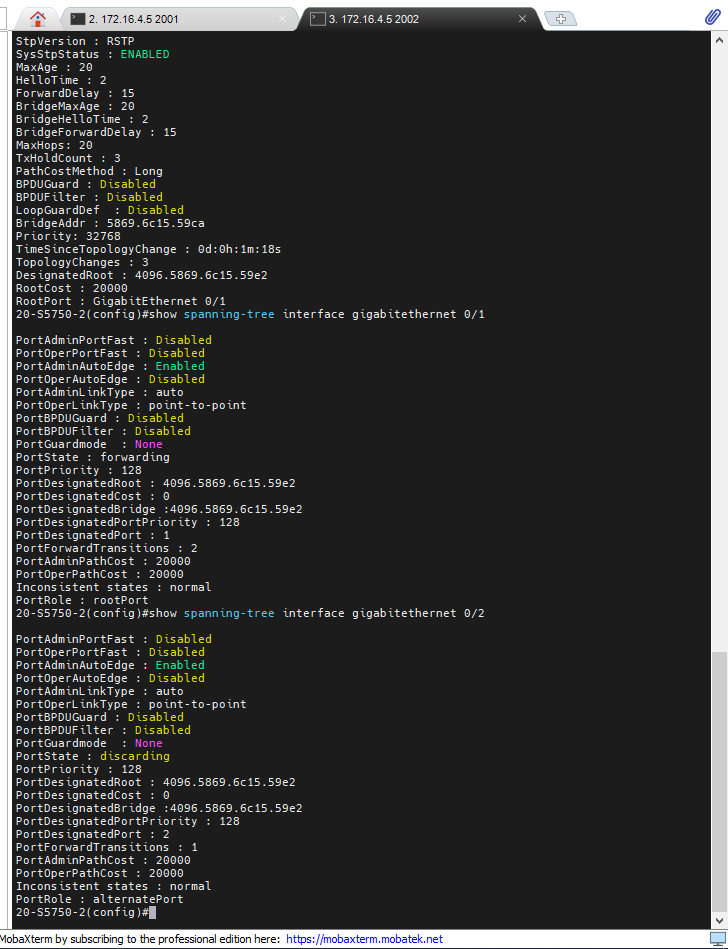 2. 172.16.4.5 2001
3. 172.16.4.5 2002
StpVersion : RSTP
SysStpStatus : ENABLED
MaxAge : 20
HelloTime : 2
ForwardDelay : 15
BridgeMaxAge : 20
BridgeHelloTime : 2
BridgeForwardDelay : 15
MaxHops: 20
TxHoldCount : 3
PathCostMethod : Long
BPDUGuard : Disabled
BPDUFilter : Disabled
LoopGuardDef  : Disabled
BridgeAddr : 5869.6c15.59ca
Priority: 32768
TimeSinceTopologyChange : 0d:0h:1m:18s
TopologyChanges : 3
DesignatedRoot : 4096.5869.6c15.59e2
RootCost : 20000
RootPort : GigabitEthernet 0/1
20-S5750-2(config)#show spanning-tree interface gigabitethernet 0/1
PortAdminPortFast : Disabled
PortOperPortFast : Disabled
PortAdminAutoEdge : Enabled
PortOperAutoEdge : Disabled
PortAdminLinkType : auto
PortOperLinkType : point-to-point
PortBPDUGuard : Disabled
PortBPDUFilter : Disabled
PortGuardmode  : None
PortState : forwarding
PortPriority : 128
PortDesignatedRoot : 4096.5869.6c15.59e2
PortDesignatedCost : 0
PortDesignatedBridge :4096.5869.6c15.59e2
PortDesignatedPortPriority : 128
PortDesignatedPort : 1
PortForwardTransitions : 2
PortAdminPathCost : 20000
PortOperPathCost : 20000
Inconsistent states : normal
PortRole : rootPort
20-S5750-2(config)#show spanning-tree interface gigabitethernet 0/2
PortAdminPortFast : Disabled
PortOperPortFast : Disabled
PortAdminAutoEdge : Enabled
PortOperAutoEdge : Disabled
PortAdminLinkType : auto
PortOperLinkType : point-to-point
PortBPDUGuard : Disabled
PortBPDUFilter : Disabled
PortGuardmode  : None
PortState : discarding
PortPriority : 128
PortDesignatedRoot : 4096.5869.6c15.59e2
PortDesignatedCost : 0
PortDesignatedBridge :4096.5869.6c15.59e2
PortDesignatedPortPriority : 128
PortDesignatedPort : 2
PortForwardTransitions : 1
PortAdminPathCost : 20000
PortOperPathCost : 20000
Inconsistent states : normal
PortRole : alternatePort
20-S5750-2(config)#
MobaXterm by subscribing to the professional edition here: https://mobaxterm.mobatek.net